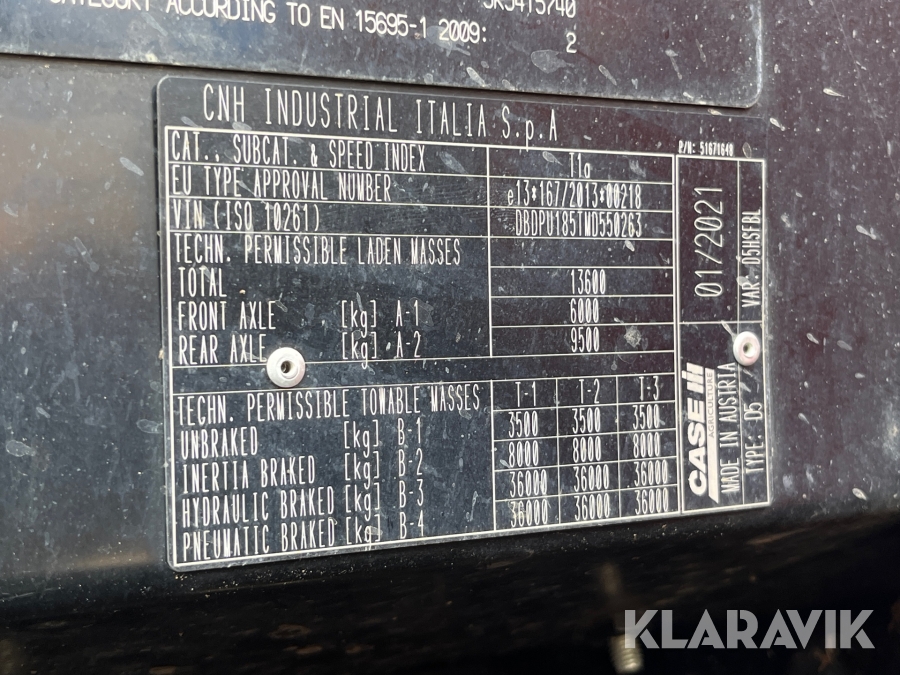 CATEGORY ACCORDING TO EN 15695-1 2009: 2
CNH INDUSTRIAL ITALIA S.p.A
P/N: 51671648
CAT., SUBCAT. & SPEED INDEX T1a
EU TYPE APPROVAL NUMBER e13*167/2013*00218
VIN (ISO 10261) DBDPU185TMD550263
TECHN. PERMISSIBLE LADEN MASSES
TOTAL 13600
FRONT AXLE [kg] A-1 6000
REAR AXLE [kg] A-2 9500
TECHN. PERMISSIBLE TOWABLE MASSES T-1 T-2 T-3
UNBRAKED [kg] B-1 3500 3500 3500
INERTIA BRAKED [kg] B-2 8000 8000 8000
HYDRAULIC BRAKED [kg] B-3 36000 36000 36000
PNEUMATIC BRAKED [kg] B-4 36000 36000 36000
01/2021
VAR: D5HSFBL
CASE IH
AGRICULTURE
MADE IN AUSTRIA
TYPE: D5
KLARAVIK